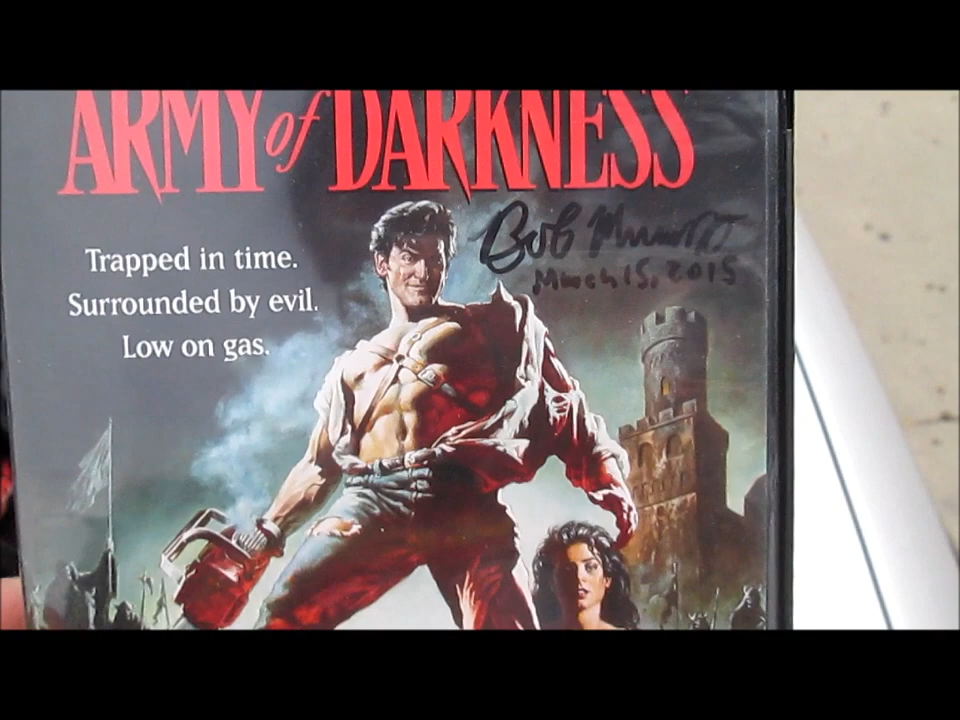 ARMY of DARKNESS
Trapped in time.
Surrounded by evil.
Low on gas.
Bob
March 15, 2015